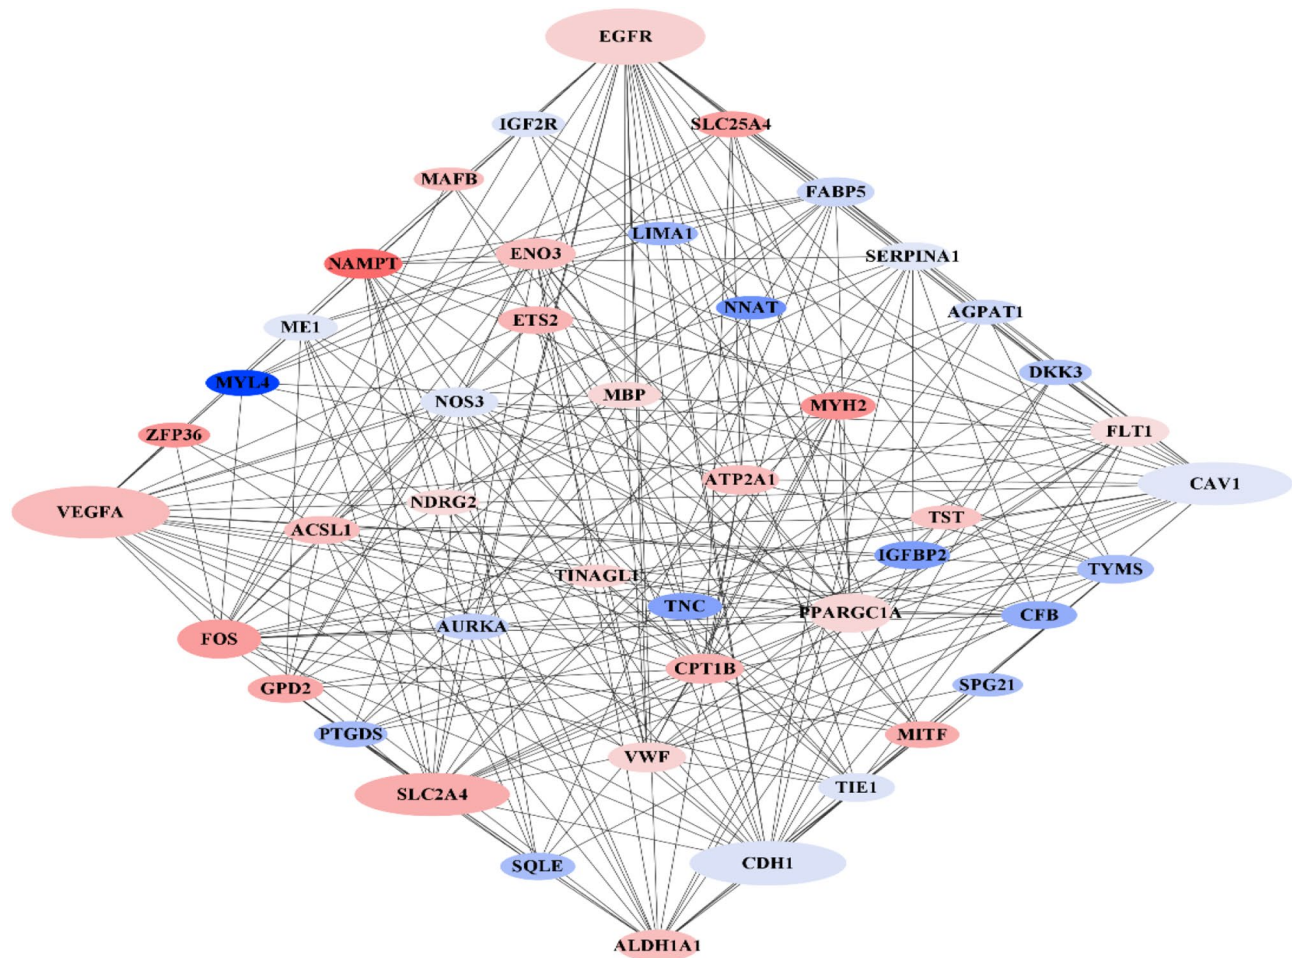 EGFR
IGF2R
SLC25A4
MAFB
FABP5
LIMA1
ENO3
SERPINA1
NAMPT
NNAT
AGPAT1
ETS2
ME1
DKK3
MYL4
MBP
NOS3
MYH2
ZFP36
FLT1
ATP2A1
CAV1
NDRG2
VEGFA
TST
ACSL1
IGFBP2
TYMS
TINAGL1
TNC
PPARGC1A
CFB
AURKA
FOS
CPT1B
SPG21
GPD2
PTGDS
MITF
VWF
TIE1
SLC2A4
CDH1
SQLE
ALDH1A1